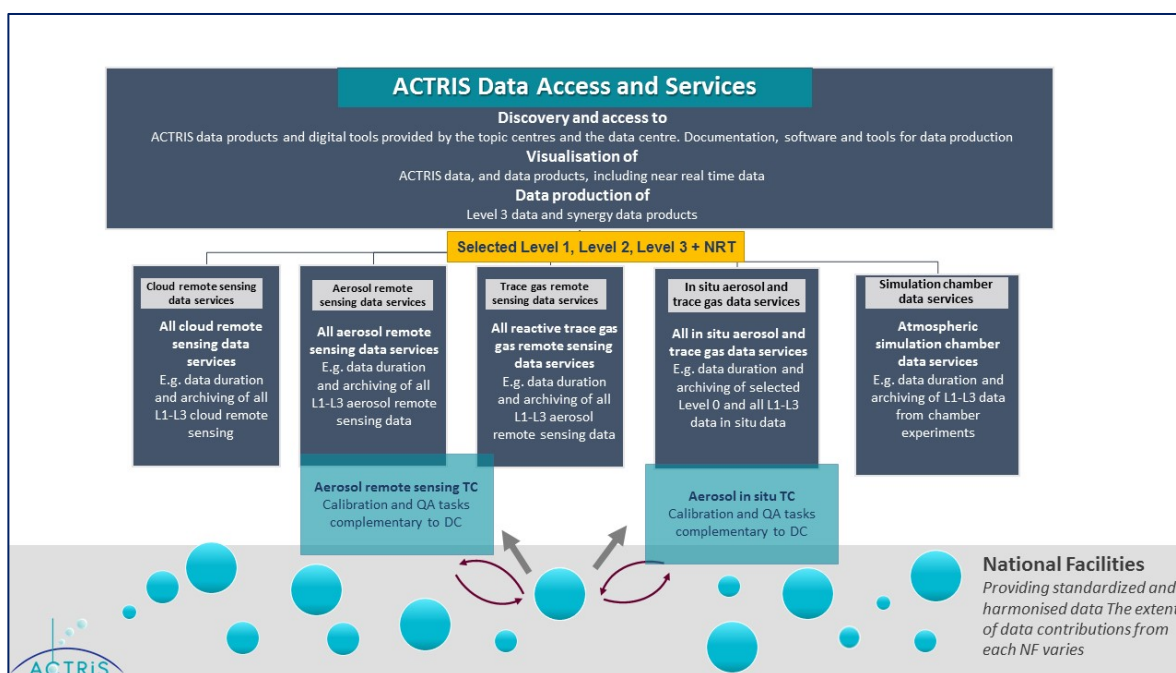 ACTRIS Data Access and Services
Discovery and access to
ACTRIS data products and digital tools provided by the topic centres and the data centre. Documentation, software and tools for data production
Visualisation of
ACTRIS data, and data products, including near real time data
Data production of
Level 3 data and synergy data products
Selected Level 1, Level 2, Level 3 + NRT
Cloud remote sensing
data services
All cloud remote
sensing data
services
E.g. data duration
and archiving of all
L1-L3 cloud remote
sensing
Aerosol remote
sensing data services
All aerosol remote
sensing data services
E.g. data duration
and archiving of all
L1-L3 aerosol remote
sensing data
Trace gas remote
sensing data services
All reactive trace gas
gas remote sensing
data services
E.g. data duration
and archiving of all
L1-L3 aerosol
remote sensing data
In situ aerosol and
trace gas data services
All in situ aerosol and
trace gas data services
E.g. data duration and
archiving of selected
Level 0 and all L1-L3
data in situ data
Simulation chamber
data services
Atmospheric
simulation chamber
data services
E.g. data duration and
archiving of L1-L3 data
from chamber
experiments
Aerosol remote sensing TC
Calibration and QA tasks
complementary to DC
Aerosol in situ TC
Calibration and QA tasks
complementary to DC
National Facilities
Providing standardized and
harmonised data The extent
of data contributions from
each NF varies
ACTRiS